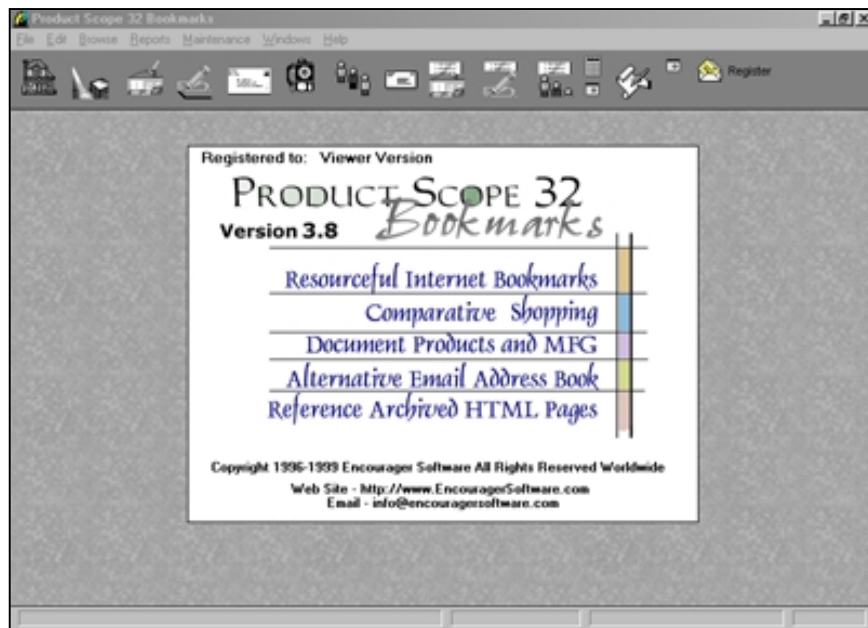 Product Scope 32 Bookmarks
File Edit Browse Reports Maintenance Windows Help
Register
Registered to: Viewer Version
PRODUCT SCOPE 32
Bookmarks
Version 3.8
Resourceful Internet Bookmarks
Comparative Shopping
Document Products and MFG
Alternative Email Address Book
Reference Archived HTML Pages
Copyright 1996-1999 Encourager Software All Rights Reserved Worldwide
Web Site - http://www.EncouragerSoftware.com
Email - info@encouragersoftware.com